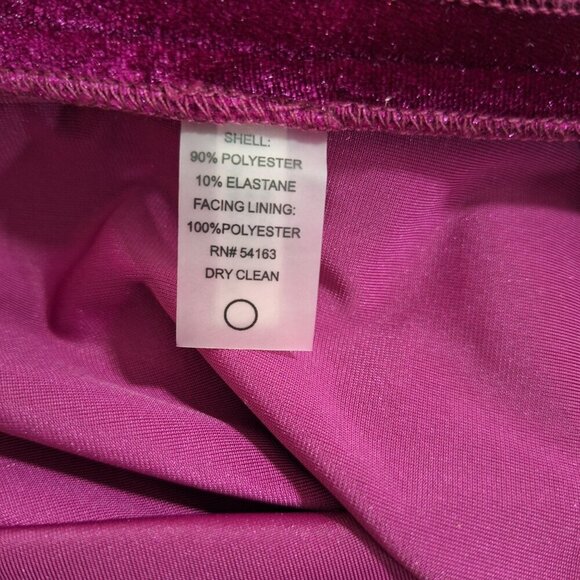 SHELL:
90% POLYESTER
10% ELASTANE
FACING LINING:
100%POLYESTER
RN# 54163
DRY CLEAN